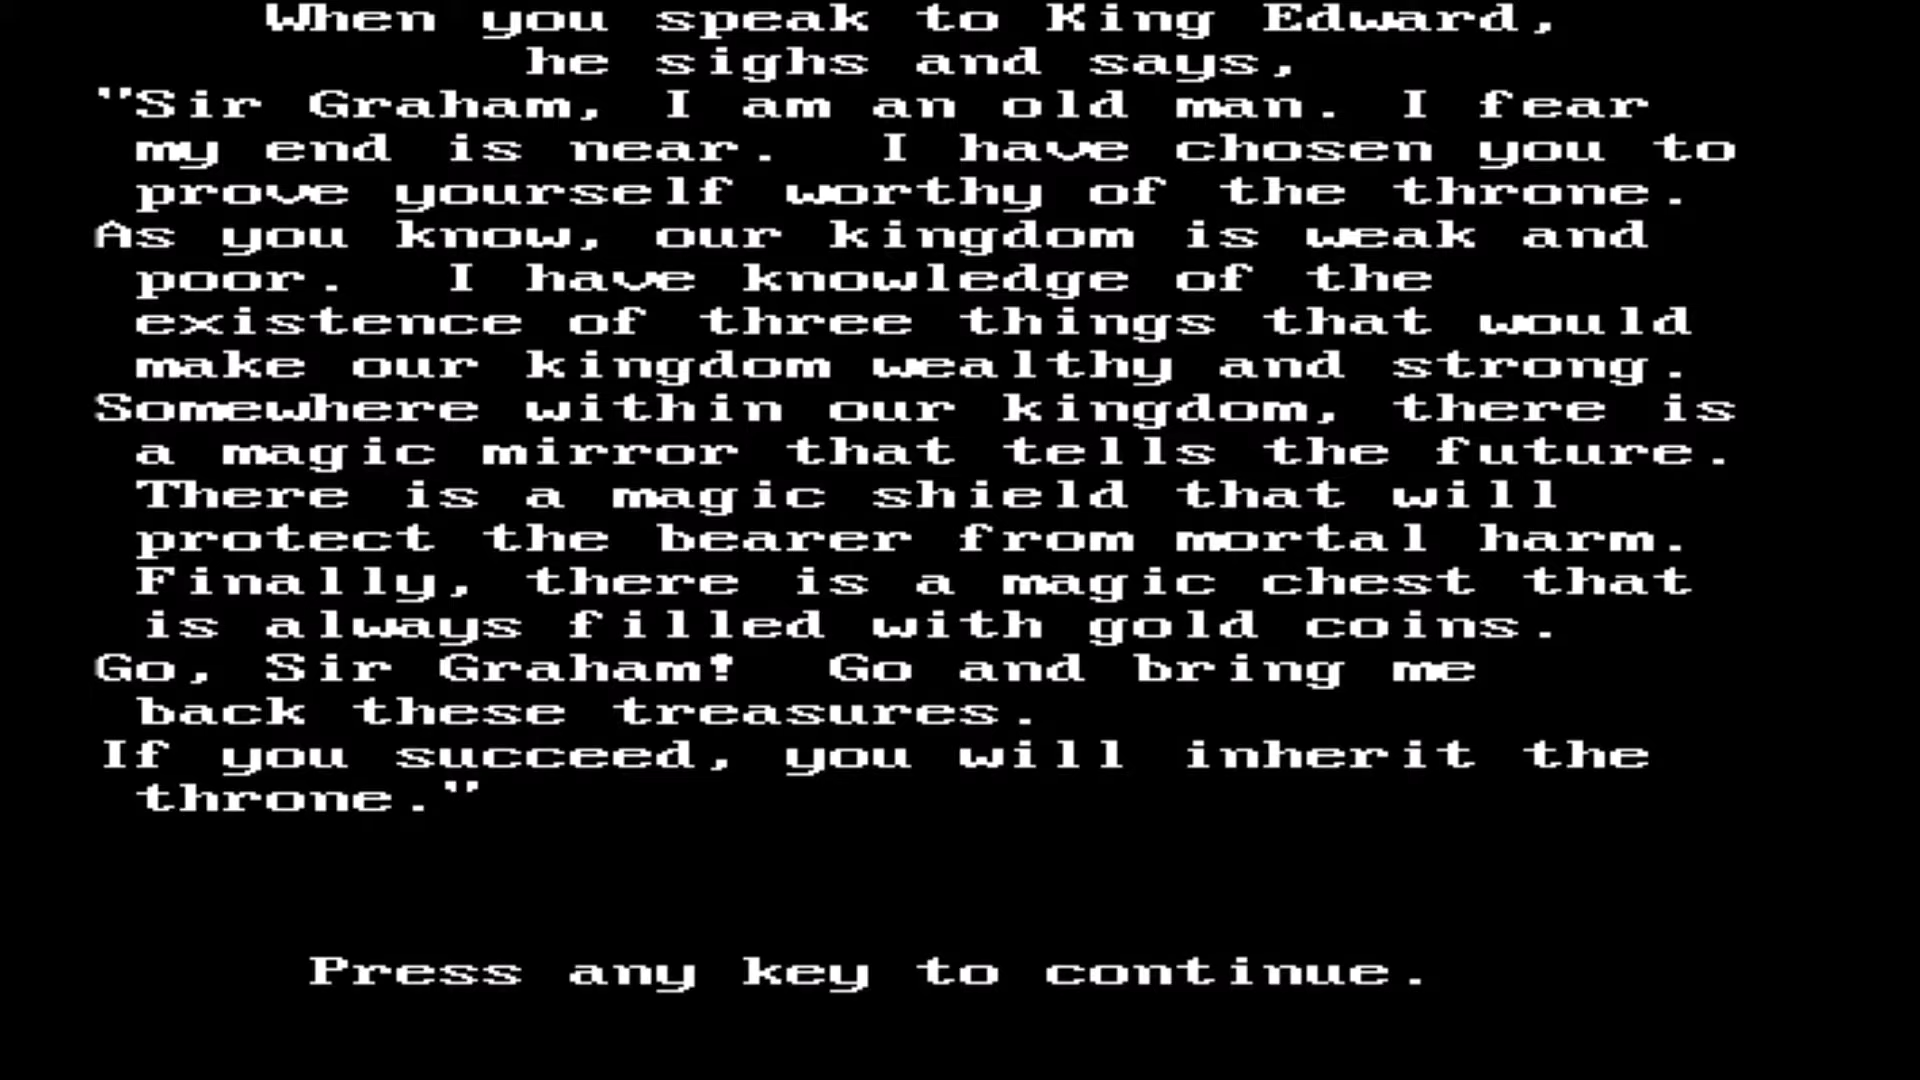 When you speak to King Edward,
he sighs and says,
"Sir Graham, I am an old man. I fear
my end is near.  I have chosen you to
prove yourself worthy of the throne.
As you know, our kingdom is weak and
poor.  I have knowledge of the
existence of three things that would
make our kingdom wealthy and strong.
Somewhere within our kingdom, there is
a magic mirror that tells the future.
There is a magic shield that will
protect the bearer from mortal harm.
Finally, there is a magic chest that
is always filled with gold coins.
Go, Sir Graham!  Go and bring me
back these treasures.
If you succeed, you will inherit the
throne."
Press any key to continue.